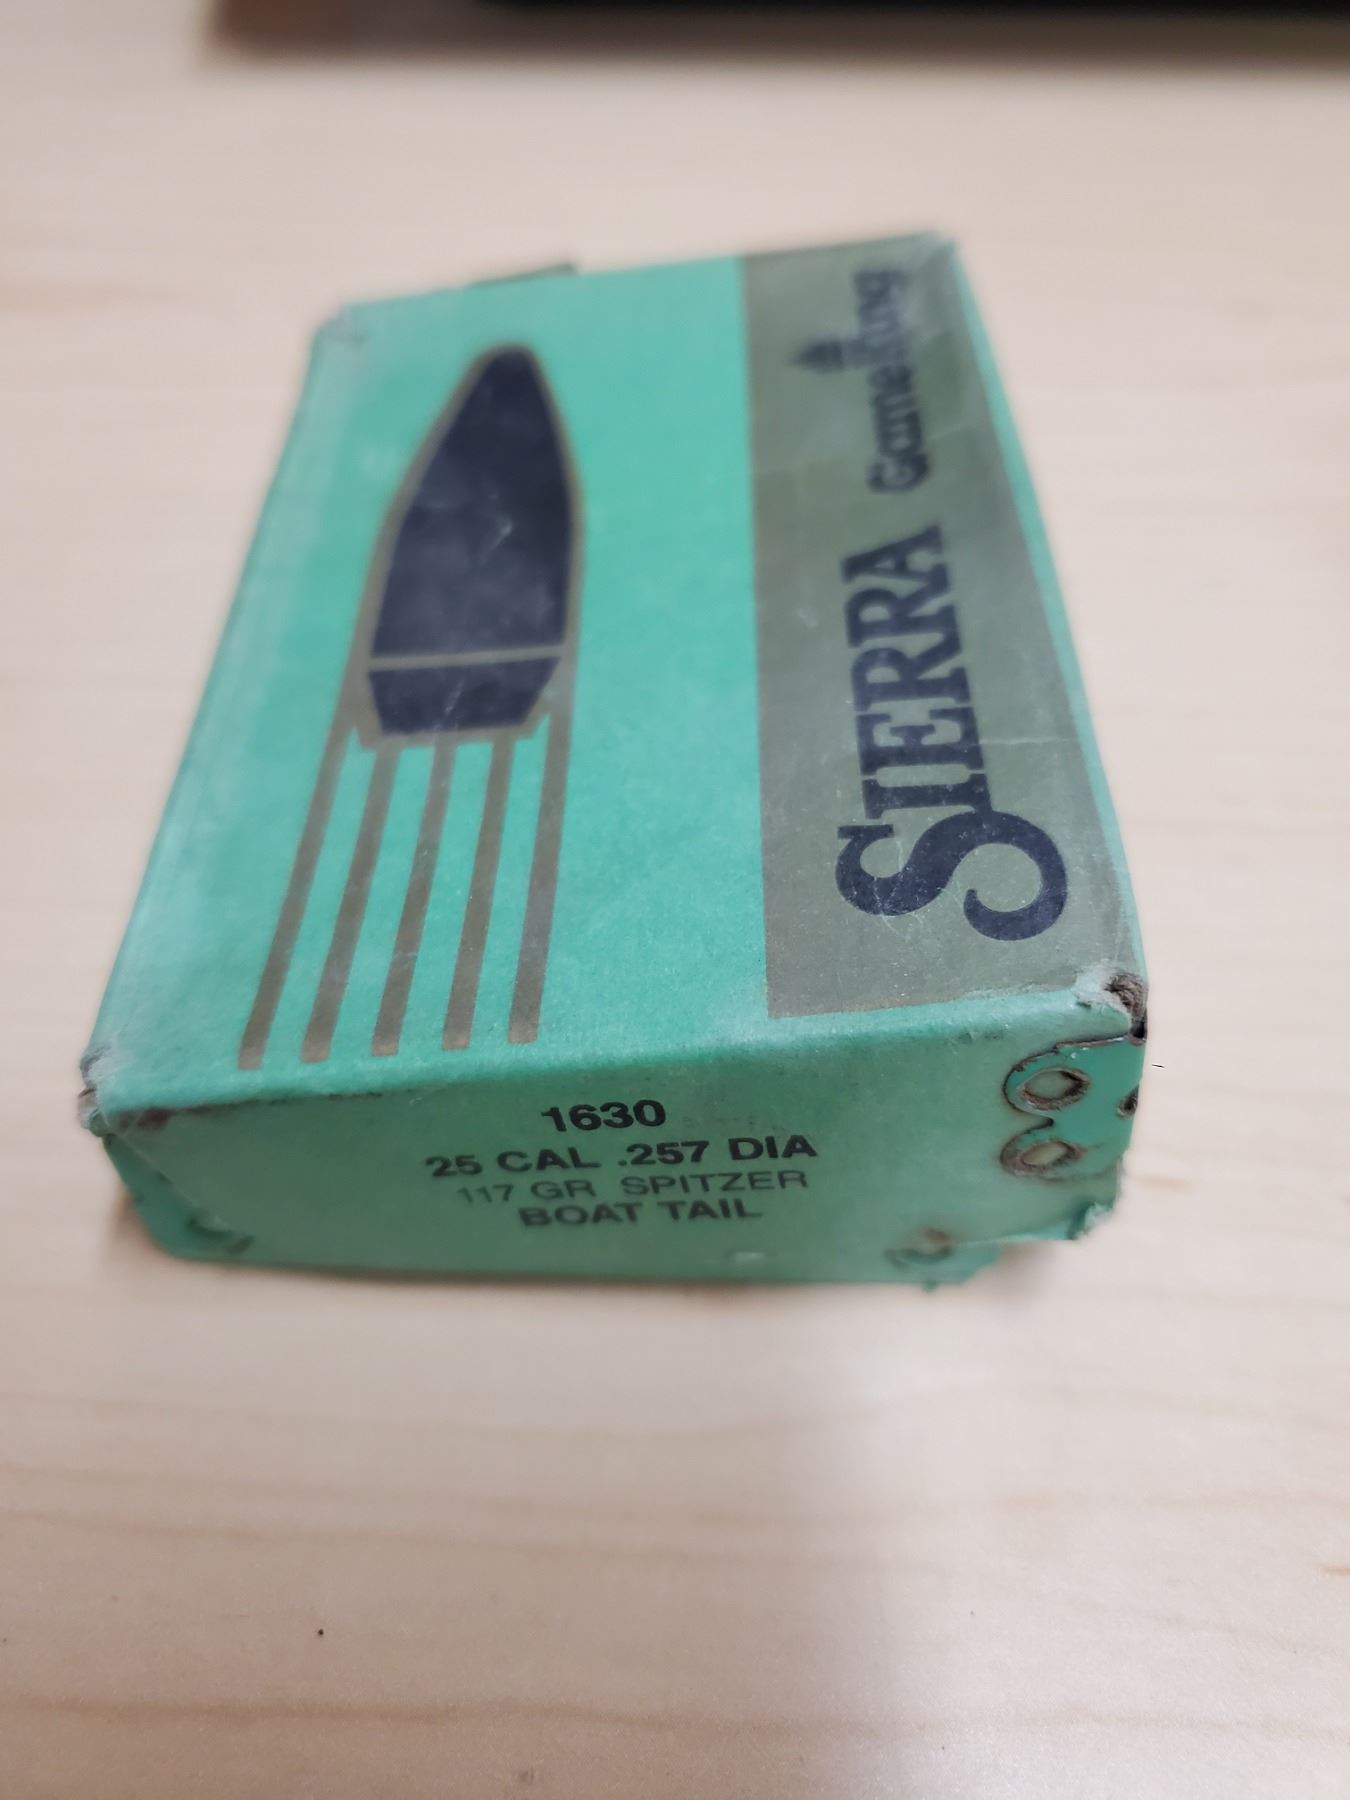 SIERRA GameKing
1630
25 CAL .257 DIA
117 GR SPITZER
BOAT TAIL